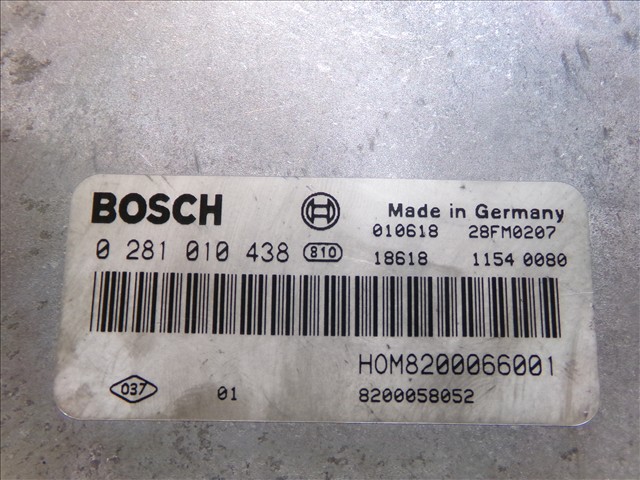 BOSCH Made in Germany
010618 28FM0207
0 281 010 438 810 18618 1154 0080
HOM8200066001
037 01 8200058052